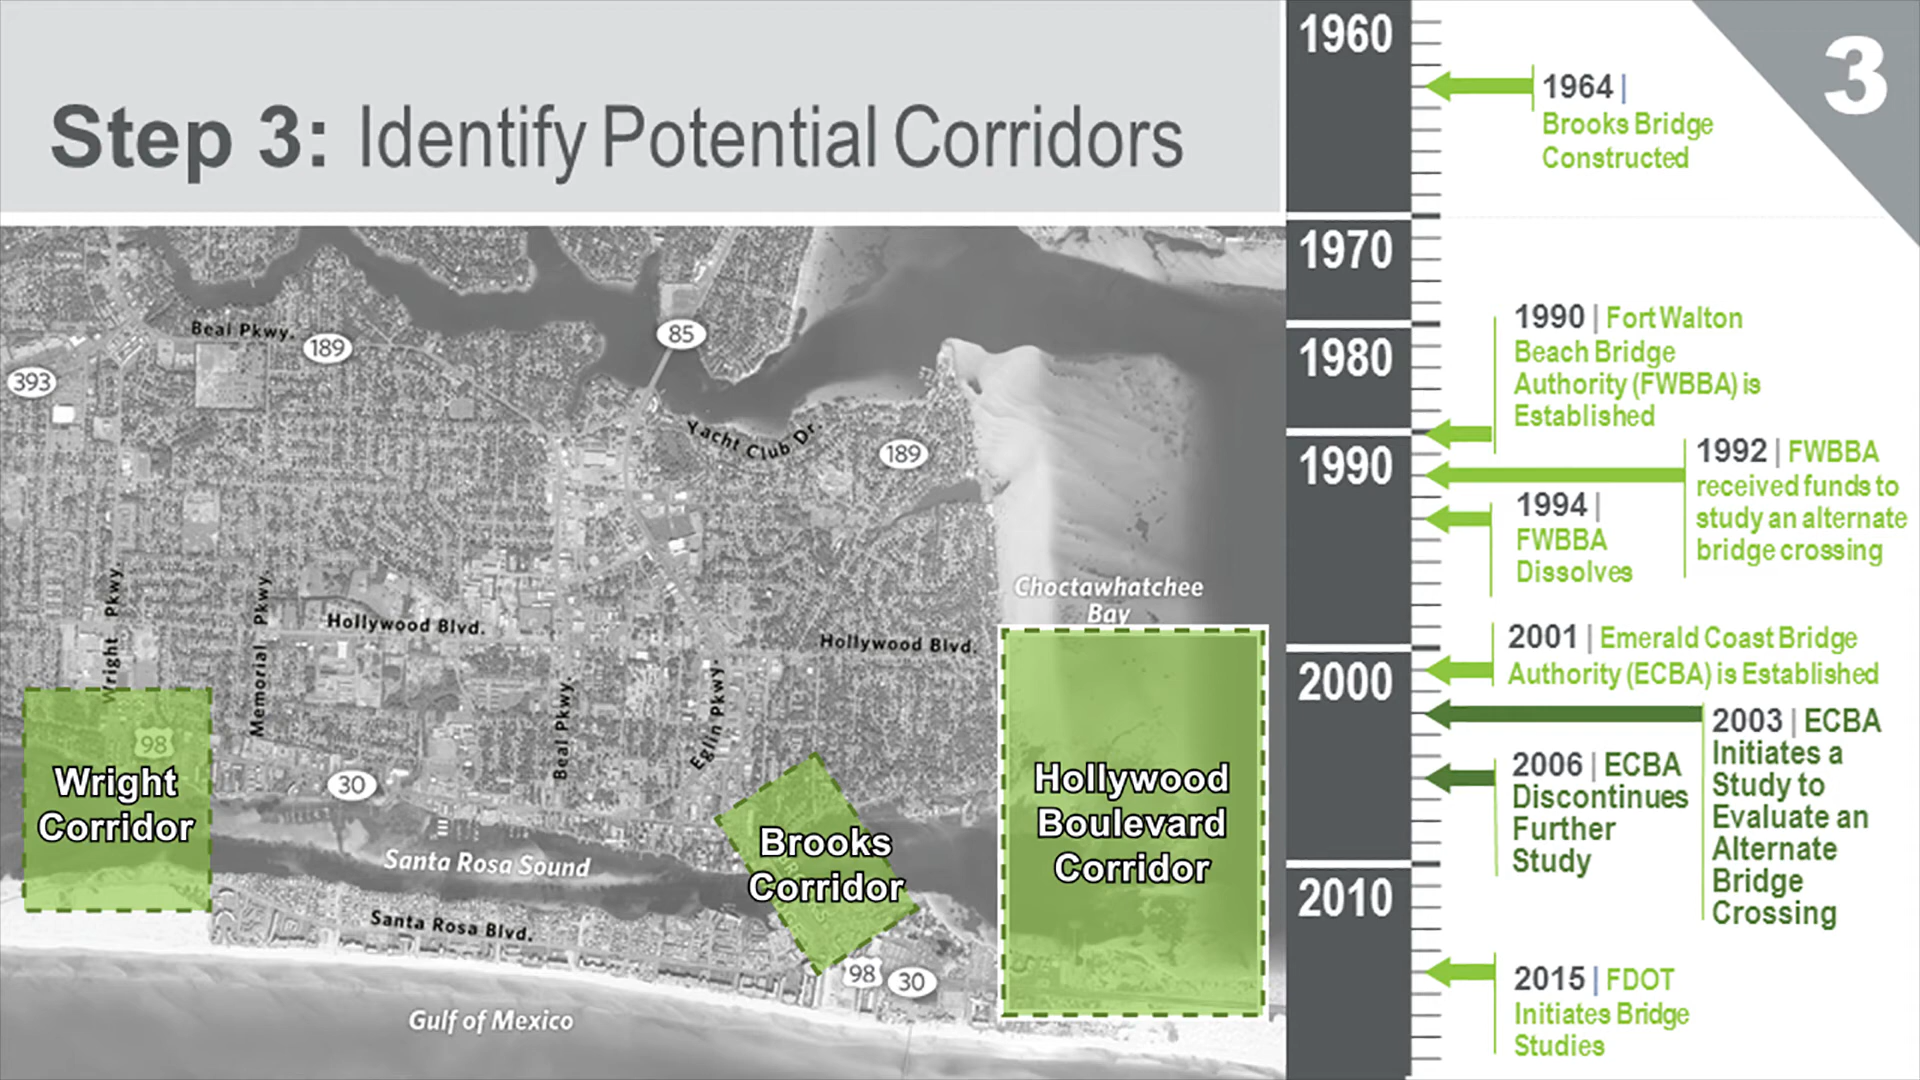 Step 3: Identify Potential Corridors
3
Beal Pkwy.
189
85
393
Yacht Club Dr.
189
Choctawhatchee
Bay
Wright Pkwy.
Memorial Pkwy.
Hollywood Blvd.
Hollywood Blvd.
Beal Pkwy.
Eglin Pkwy.
98
Wright
Corridor
30
Santa Rosa Sound
Brooks
Corridor
Hollywood
Boulevard
Corridor
Santa Rosa Blvd.
98
30
Gulf of Mexico
1960
1970
1980
1990
2000
2010
1964 |
Brooks Bridge
Constructed
1990 | Fort Walton
Beach Bridge
Authority (FWBBA) is
Established
1992 | FWBBA
received funds to
study an alternate
bridge crossing
1994 |
FWBBA
Dissolves
2001 | Emerald Coast Bridge
Authority (ECBA) is Established
2003 | ECBA
Initiates a
Study to
Evaluate an
Alternate
Bridge
Crossing
2006 | ECBA
Discontinues
Further
Study
2015 | FDOT
Initiates Bridge
Studies